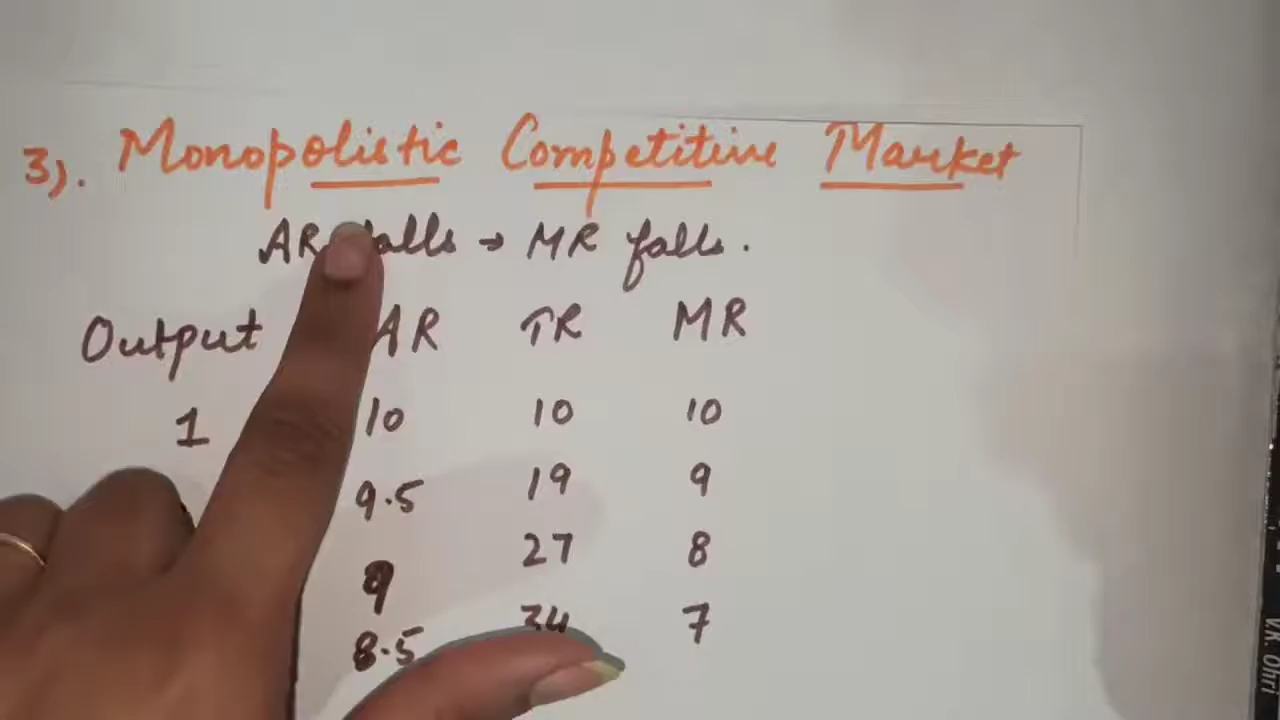 3). Monopolistic Competitive Market
AR falls → MR falls.
Output AR TR MR
1 10 10 10
9.5 19 9
9 27 8
8.5 34 7
V.K. Ohri